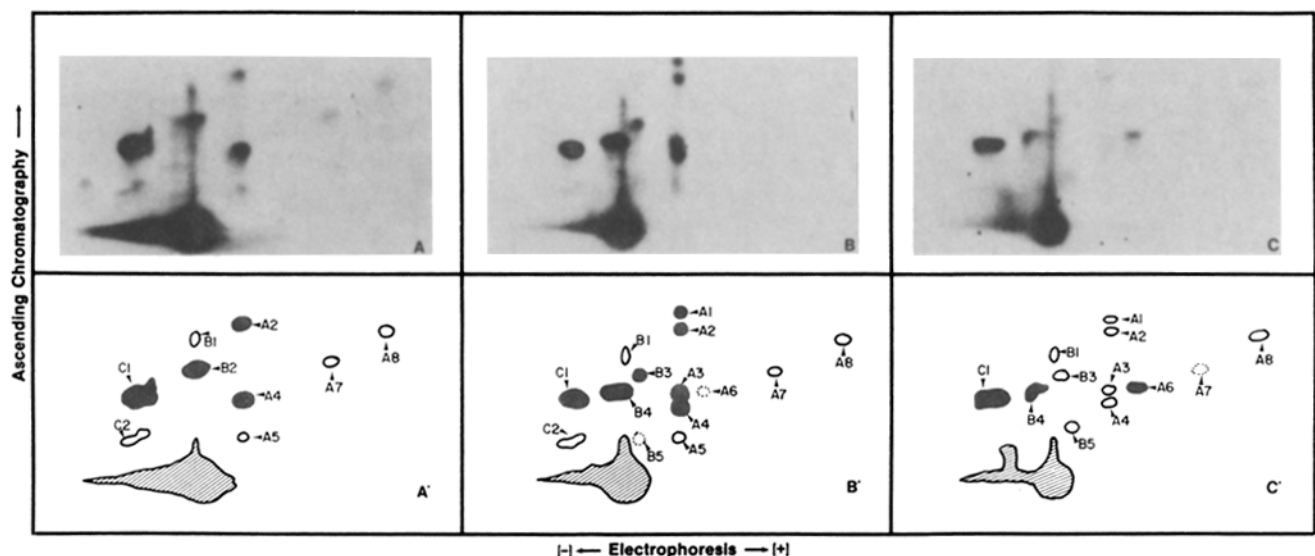 Ascending Chromatography →
A
B
C
A2
B1
A8
C1
B2
A7
A4
C2
A5
A'
A1
A2
B1
A8
C1
B3
A3
A6
A7
B4
A4
C2
B5
A5
B'
A1
A2
B1
A8
C1
B3
A3
A6
A7
B4
A4
B5
C'
[-] ← Electrophoresis → [+]